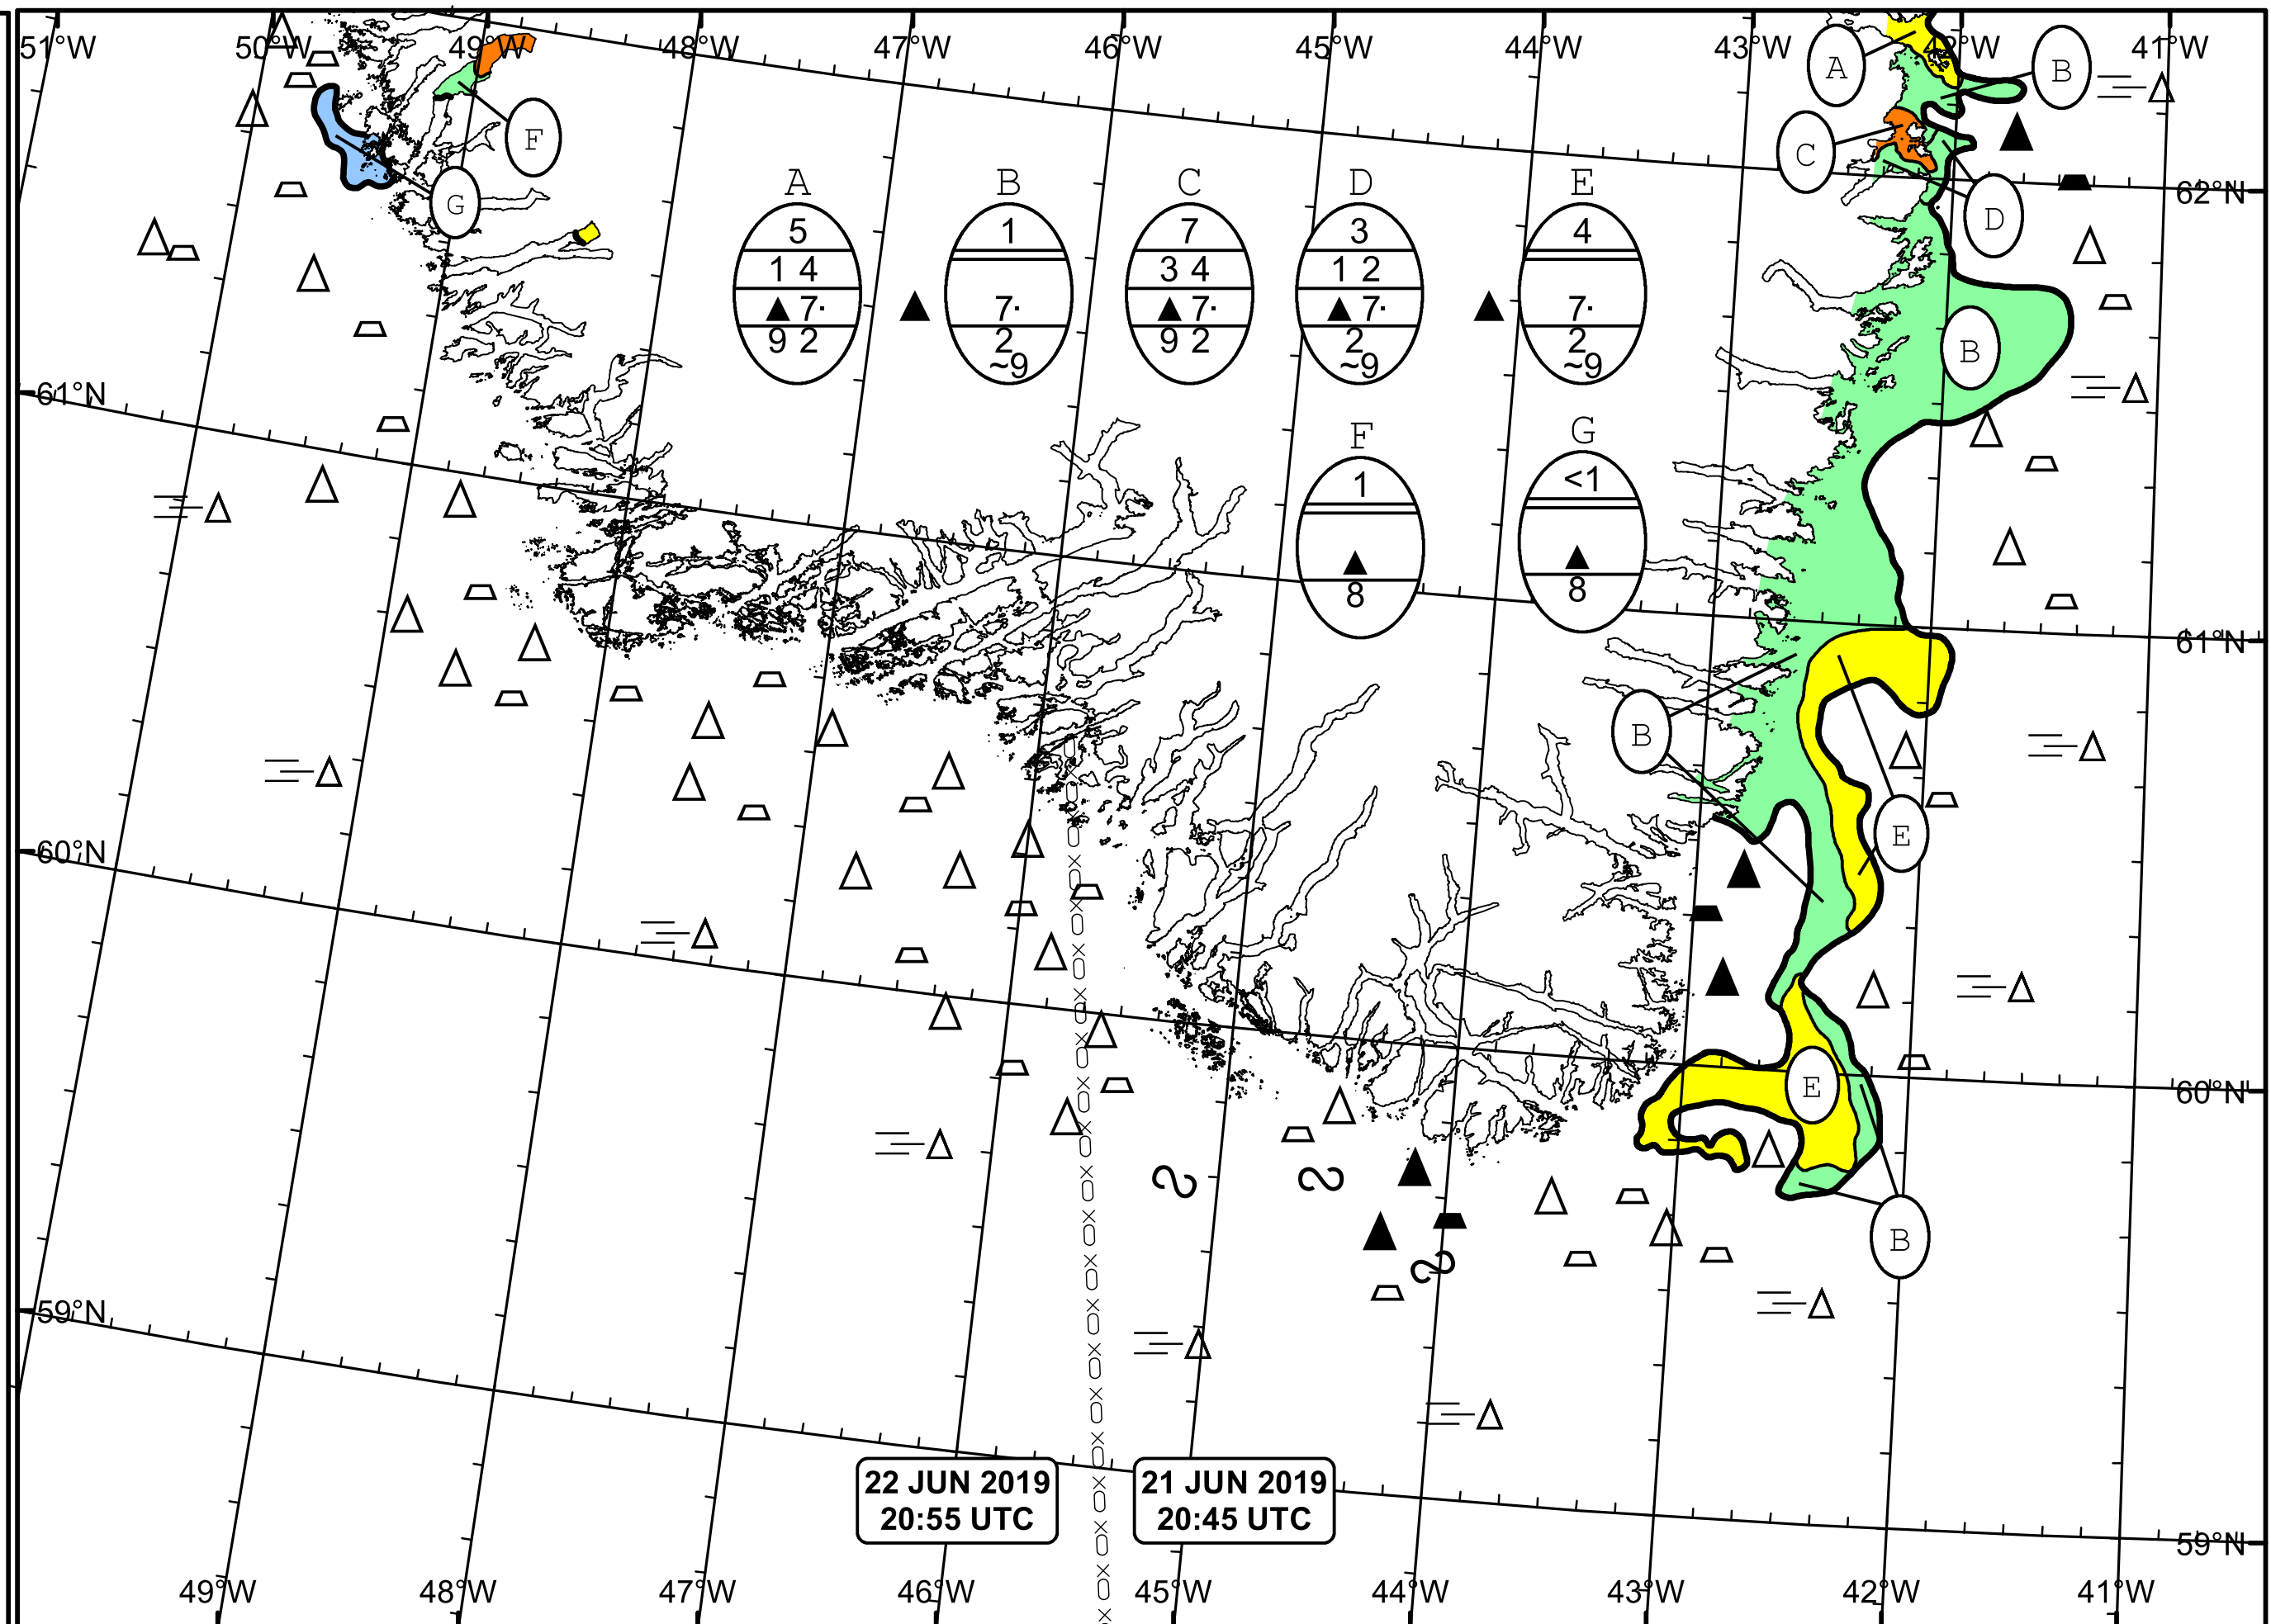 51°W 50°W 49°W 48°W 47°W 46°W 45°W 44°W 43°W 42°W 41°W
A B
F
C
A B C D E
62°N
G
D
5 1 7 3 4
1 4 3 4 1 2
▲ 7· ▲ 7· ▲ 7· ▲ 7· ▲ 7·
9 2 2 9 2 2 2
~9 ~9 ~9
B
61°N
F G
1 <1
▲ ▲
8 8
61°N
B
E
60°N
E
60°N
B
59°N
22 JUN 2019 21 JUN 2019
20:55 UTC 20:45 UTC
59°N
49°W 48°W 47°W 46°W 45°W 44°W 43°W 42°W 41°W